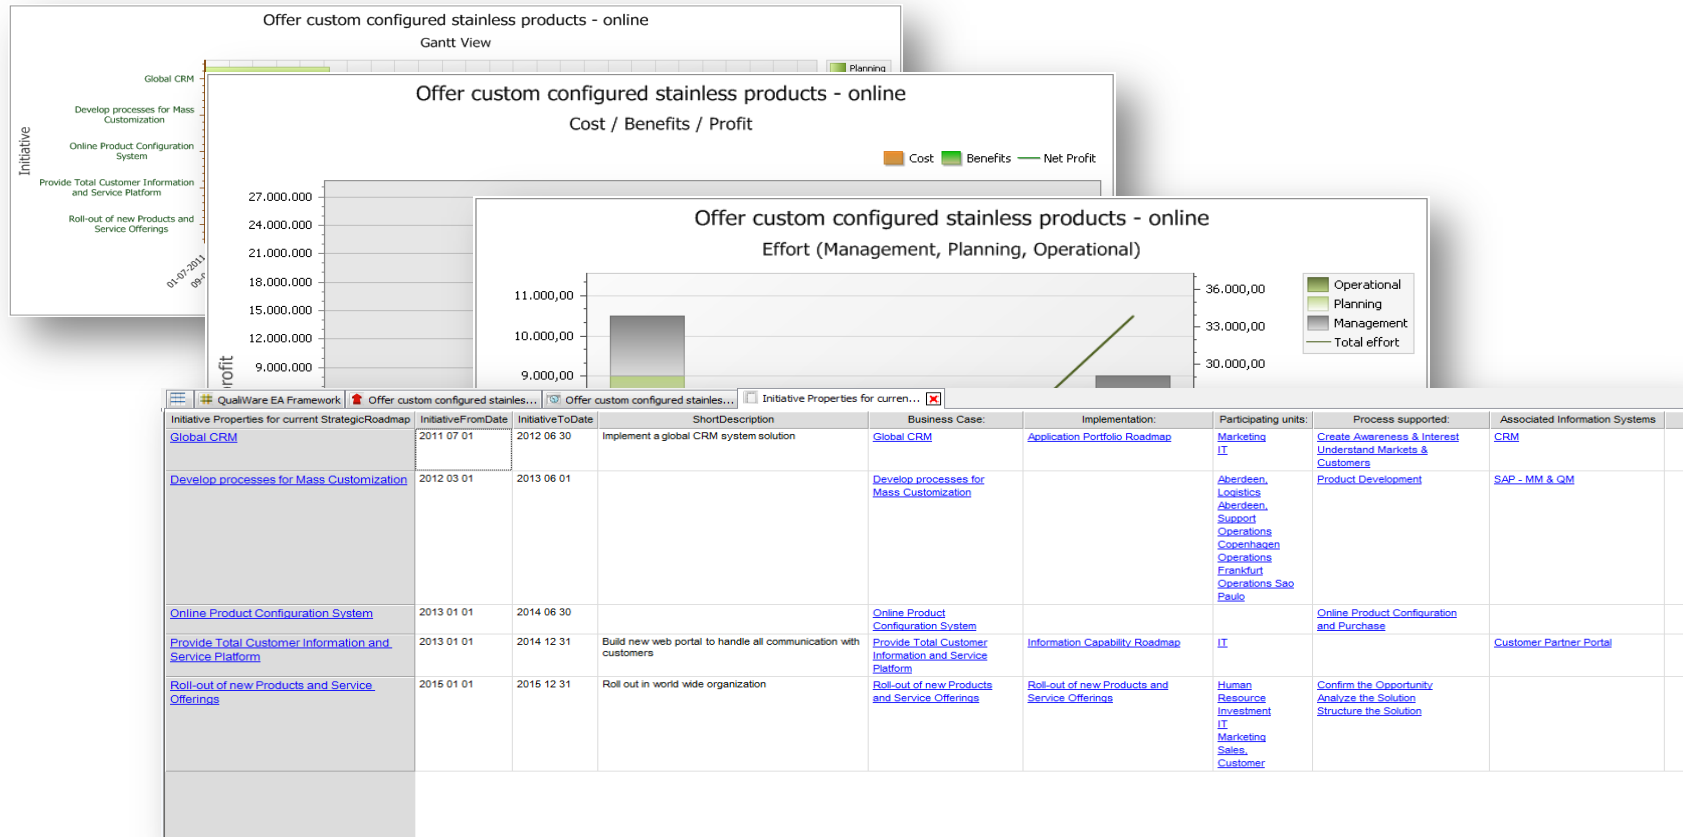 Offer custom configured stainless products - online
Gantt View
Planning
Global CRM
Develop processes for Mass
Customization
Online Product Configuration
System
Provide Total Customer Information
and Service Platform
Roll-out of new Products and
Service Offerings
Initiative
01-07-2011
Offer custom configured stainless products - online
Cost / Benefits / Profit
Cost Benefits Net Profit
27.000.000
24.000.000
21.000.000
18.000.000
15.000.000
12.000.000
9.000.000
Offer custom configured stainless products - online
Effort (Management, Planning, Operational)
11.000,00
10.000,00
9.000,00
36.000,00
33.000,00
30.000,00
Operational
Planning
Management
Total effort
QualiWare EA Framework Offer custom configured stainles... Offer custom configured stainles... Initiative Properties for curren...
Initiative Properties for current StrategicRoadmap InitiativeFromDate InitiativeToDate ShortDescription Business Case: Implementation: Participating units: Process supported: Associated Information Systems
Global CRM 2011 07 01 2012 06 30 Implement a global CRM system solution Global CRM Application Portfolio Roadmap Marketing Create Awareness & Interest CRM
IT Understand Markets &
Customers
Develop processes for Mass Customization 2012 03 01 2013 06 01 Develop processes for Aberdeen, Product Development SAP - MM & QM
Mass Customization Logistics
Aberdeen,
Support
Operations
Copenhagen
Operations
Frankfurt
Operations Sao
Paulo
Online Product Configuration System 2013 01 01 2014 06 30 Online Product Online Product Configuration
Configuration System and Purchase
Provide Total Customer Information and 2013 01 01 2014 12 31 Build new web portal to handle all communication with Provide Total Customer Information Capability Roadmap IT Customer Partner Portal
Service Platform customers Information and Service
Platform
Roll-out of new Products and Service 2015 01 01 2015 12 31 Roll out in world wide organization Roll-out of new Products Roll-out of new Products and Human Confirm the Opportunity
Offerings and Service Offerings Service Offerings Resource Analyze the Solution
Investment Structure the Solution
IT
Marketing
Sales,
Customer